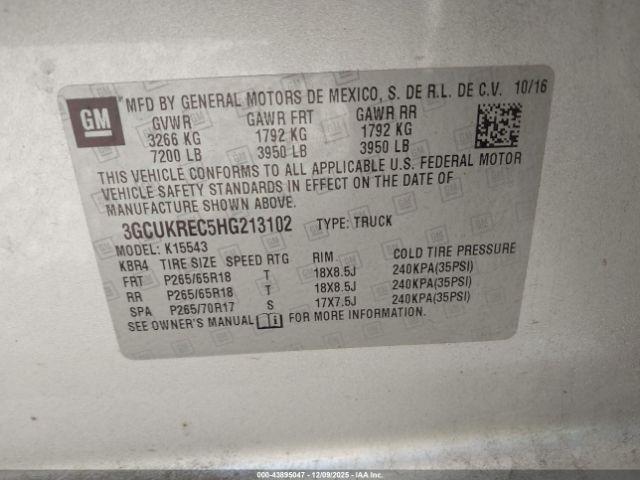 GM
MFD BY GENERAL MOTORS DE MEXICO, S. DE R.L. DE C.V. 10/16
GVWR GAWR FRT GAWR RR
3266 KG 1792 KG 1792 KG
7200 LB 3950 LB 3950 LB
THIS VEHICLE CONFORMS TO ALL APPLICABLE U.S. FEDERAL MOTOR
VEHICLE SAFETY STANDARDS IN EFFECT ON THE DATE OF
MANUFACTURE SHOWN ABOVE.
3GCUKREC5HG213102 TYPE: TRUCK
MODEL: K15543
KBR4 TIRE SIZE SPEED RTG RIM COLD TIRE PRESSURE
FRT P265/65R18 T 18X8.5J 240KPA(35PSI)
RR P265/65R18 T 18X8.5J 240KPA(35PSI)
SPA P265/70R17 S 17X7.5J 240KPA(35PSI)
SEE OWNER'S MANUAL FOR MORE INFORMATION.
000-43895047 - 12/09/2025 - IAA Inc.